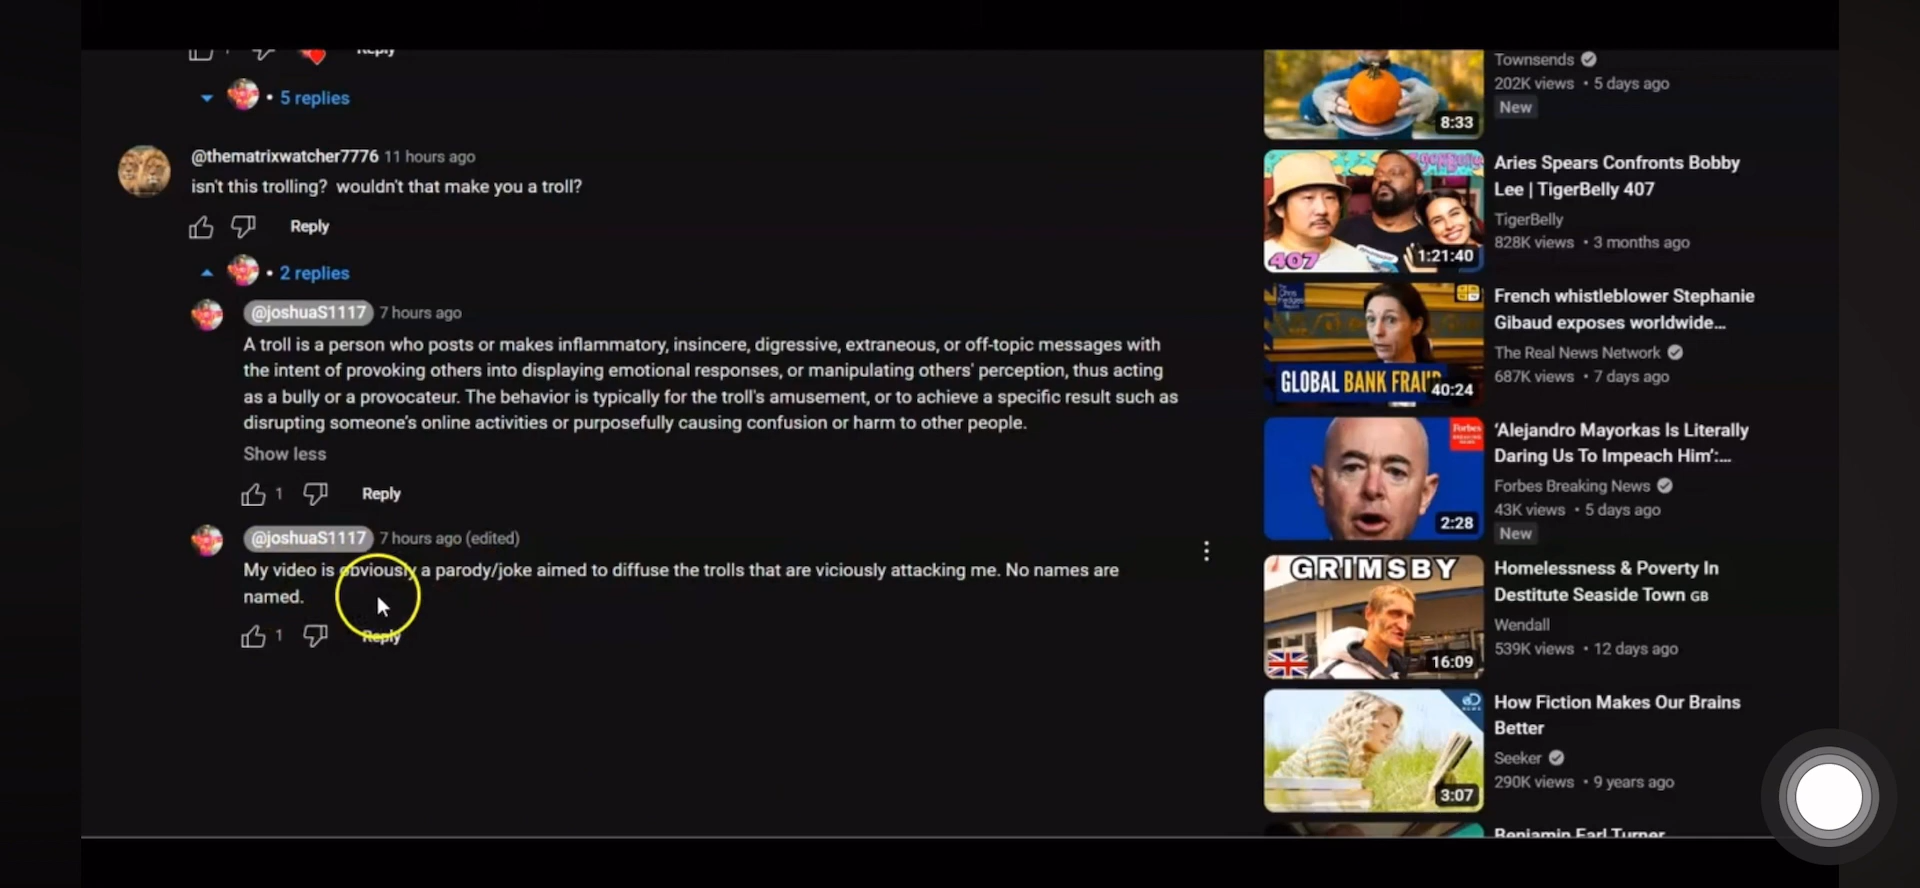 Reply
5 replies
@thematrixwatcher7776 11 hours ago
isn't this trolling? wouldn't that make you a troll?
Reply
2 replies
@joshuaS1117 7 hours ago
A troll is a person who posts or makes inflammatory, insincere, digressive, extraneous, or off-topic messages with
the intent of provoking others into displaying emotional responses, or manipulating others' perception, thus acting
as a bully or a provocateur. The behavior is typically for the troll's amusement, or to achieve a specific result such as
disrupting someone's online activities or purposefully causing confusion or harm to other people.
Show less
1 Reply
@joshuaS1117 7 hours ago (edited)
My video is obviously a parody/joke aimed to diffuse the trolls that are viciously attacking me. No names are
named.
1 Reply
8:33
Townsends
202K views • 5 days ago
New
407
1:21:40
Aries Spears Confronts Bobby
Lee | TigerBelly 407
TigerBelly
828K views • 3 months ago
The
Chris
Hedges
Report
GLOBAL BANK FRAUD
40:24
French whistleblower Stephanie
Gibaud exposes worldwide...
The Real News Network
687K views • 7 days ago
Forbes
BREAKING
NEWS
2:28
'Alejandro Mayorkas Is Literally
Daring Us To Impeach Him':...
Forbes Breaking News
43K views • 5 days ago
New
GRIMSBY
16:09
Homelessness & Poverty In
Destitute Seaside Town GB
Wendall
539K views • 12 days ago
3:07
How Fiction Makes Our Brains
Better
Seeker
290K views • 9 years ago
Benjamin Earl Turner